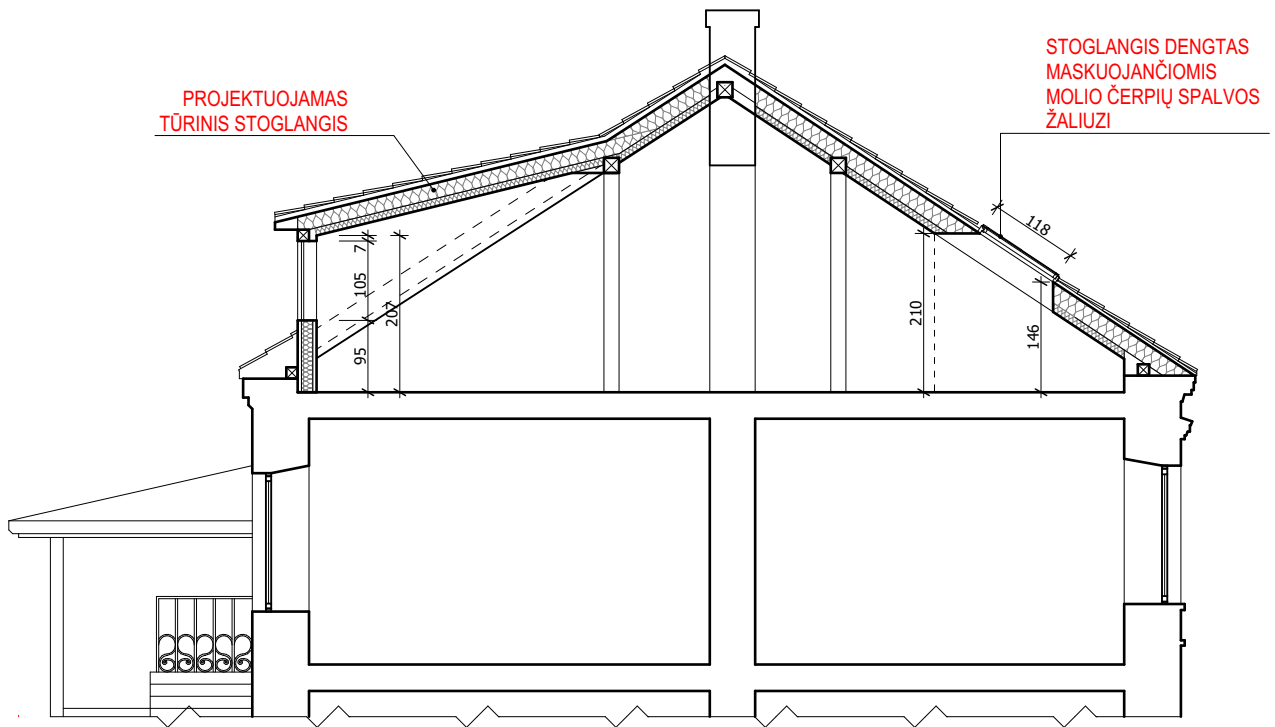 PROJEKTUOJAMAS
TŪRINIS STOGLANGIS
STOGLANGIS DENGTAS
MASKUOJANČIOMIS
MOLIO ČERPIŲ SPALVOS
ŽALIUZI
118
7
105
207
95
210
146